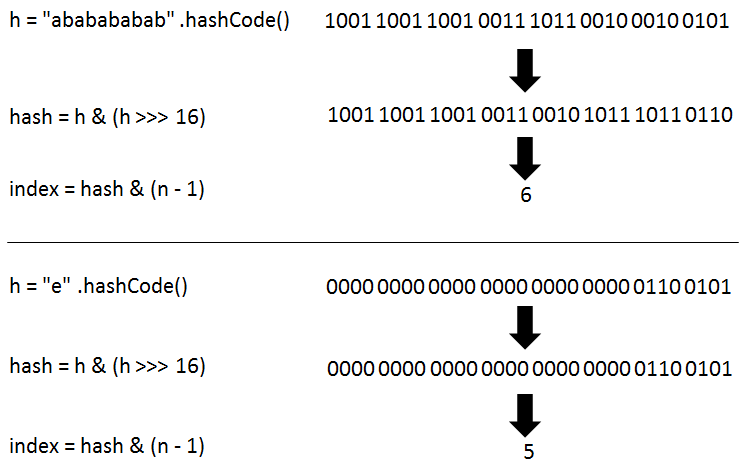 h = "ababababab" .hashCode() 1001 1001 1001 0011 1011 0010 0010 0101
hash = h & (h >>> 16) 1001 1001 1001 0011 0010 1011 1011 0110
index = hash & (n - 1) 6
h = "e" .hashCode() 0000 0000 0000 0000 0000 0000 0110 0101
hash = h & (h >>> 16) 0000 0000 0000 0000 0000 0000 0110 0101
index = hash & (n - 1) 5